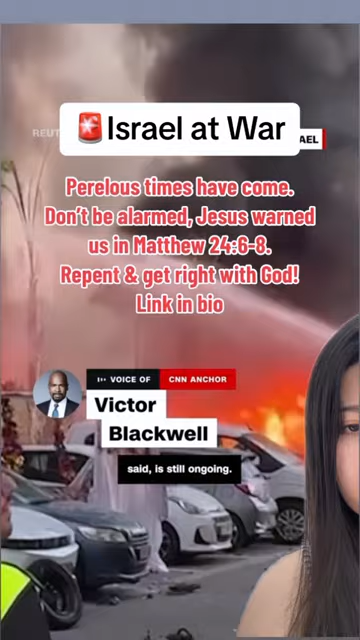 REUT
🚨Israel at War
AEL
Perelous times have come.
Don't be alarmed, Jesus warned
us in Matthew 24:6-8.
Repent & get right with God!
Link in bio
VOICE OF CNN ANCHOR
Victor
Blackwell
said, is still ongoing.